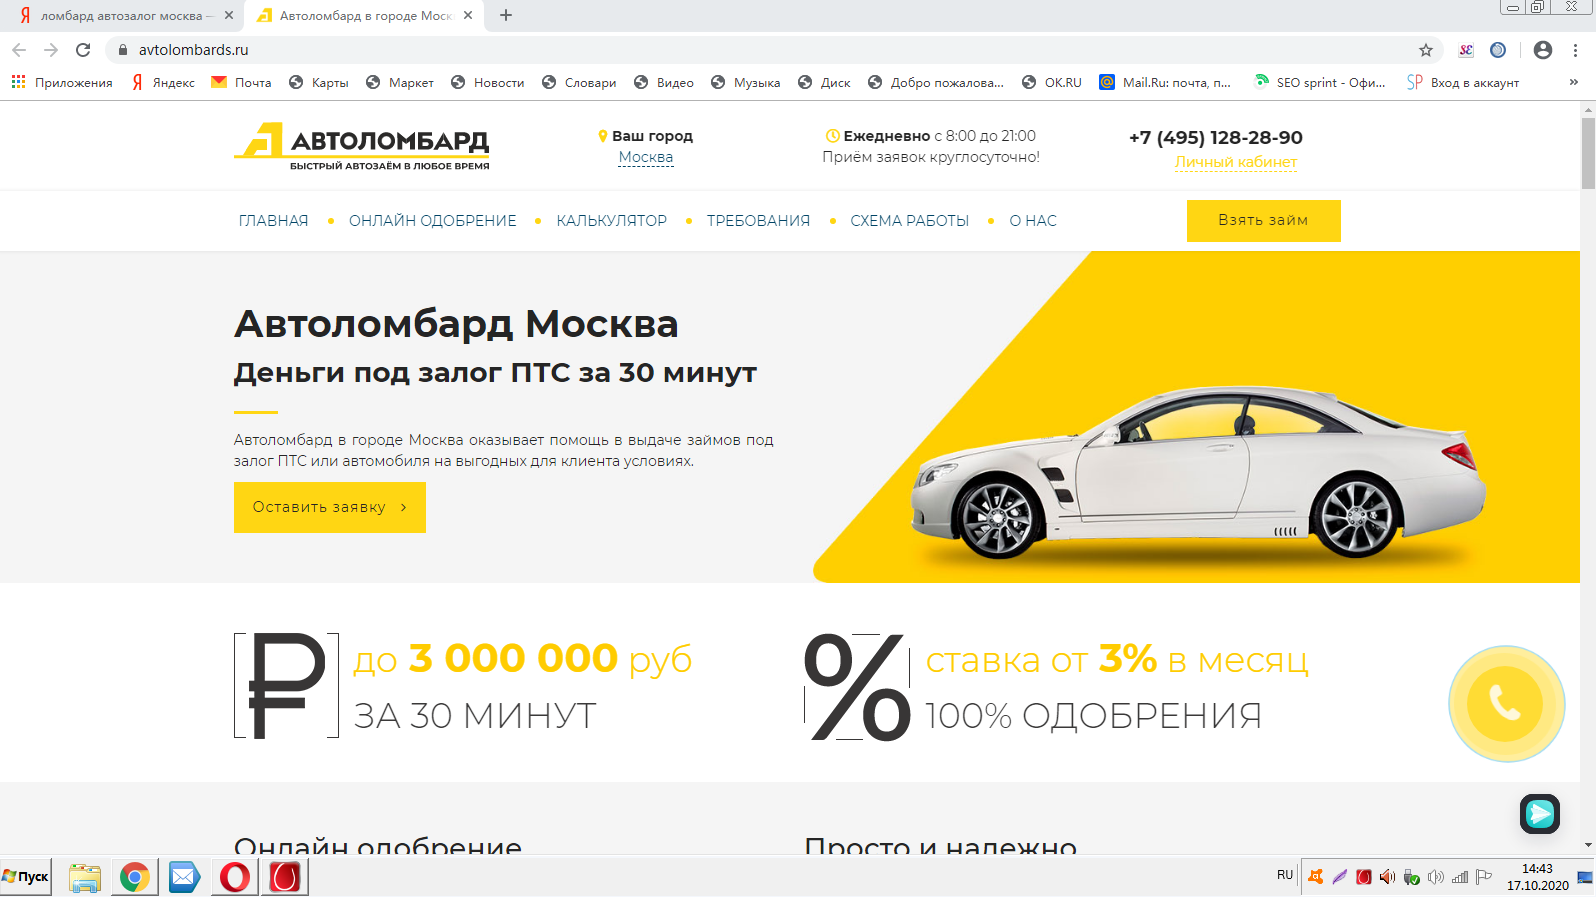 ломбард автозалог москва —
Автоломбард в городе Моск
avtolombards.ru
Приложения
Яндекс
Почта
Карты
Маркет
Новости
Словари
Видео
Музыка
Диск
Добро пожалова...
OK.RU
Mail.Ru: почта, п...
SEO sprint - Офи...
Вход в аккаунт
»
АВТОЛОМБАРД
БЫСТРЫЙ АВТОЗАЁМ В ЛЮБОЕ ВРЕМЯ
Ваш город
Москва
Ежедневно с 8:00 до 21:00
Приём заявок круглосуточно!
+7 (495) 128-28-90
Личный кабинет
ГЛАВНАЯ
ОНЛАЙН ОДОБРЕНИЕ
КАЛЬКУЛЯТОР
ТРЕБОВАНИЯ
СХЕМА РАБОТЫ
О НАС
Взять займ
Автоломбард Москва
Деньги под залог ПТС за 30 минут
Автоломбард в городе Москва оказывает помощь в выдаче займов под
залог ПТС или автомобиля на выгодных для клиента условиях.
Оставить заявку
до 3 000 000 руб
ЗА 30 МИНУТ
%
ставка от 3% в месяц
100% ОДОБРЕНИЯ
Онлайн одобрение
Просто и надежно
Пуск
RU
14:43
17.10.2020